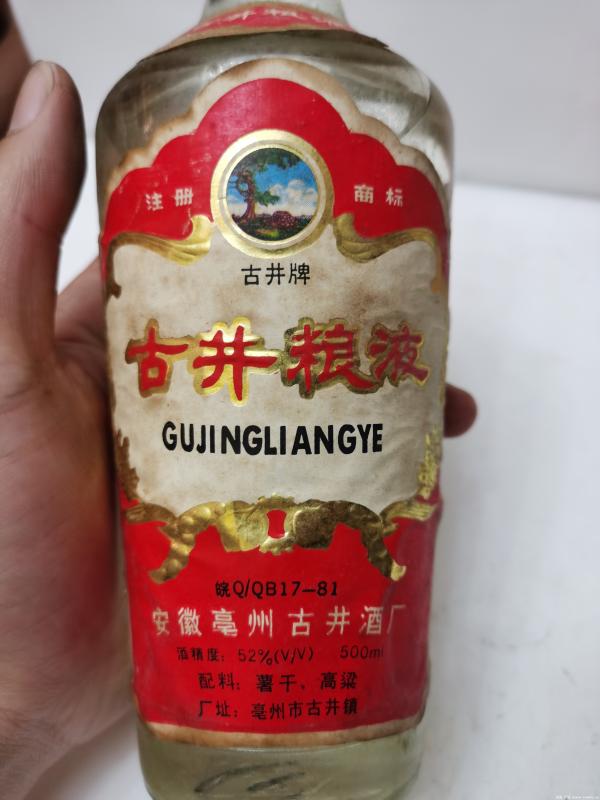 注册 商标
古井牌
古井粮液
GUJINGLIANGYE
皖Q/QB17-81
安徽亳州古井酒厂
酒精度：52%(V/V) 500ml
配料：薯干、高粱
厂址：亳州市古井镇